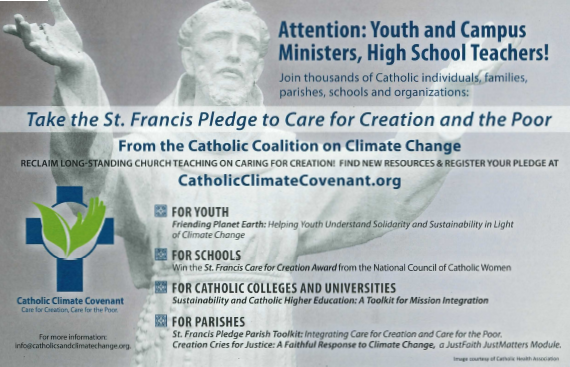 Attention: Youth and Campus
Ministers, High School Teachers!
Join thousands of Catholic individuals, families,
parishes, schools and organizations:
Take the St. Francis Pledge to Care for Creation and the Poor
From the Catholic Coalition on Climate Change
RECLAIM LONG-STANDING CHURCH TEACHING ON CARING FOR CREATION! FIND NEW RESOURCES & REGISTER YOUR PLEDGE AT
CatholicClimateCovenant.org
FOR YOUTH
Friending Planet Earth: Helping Youth Understand Solidarity and Sustainability in Light
of Climate Change
FOR SCHOOLS
Win the St. Francis Care for Creation Award from the National Council of Catholic Women
FOR CATHOLIC COLLEGES AND UNIVERSITIES
Sustainability and Catholic Higher Education: A Toolkit for Mission Integration
FOR PARISHES
St. Francis Pledge Parish Toolkit: Integrating Care for Creation and Care for the Poor.
Creation Cries for Justice: A Faithful Response to Climate Change, a JustFaith JustMatters Module.
Catholic Climate Covenant
Care for Creation, Care for the Poor
For more information:
info@catholicsandclimatechange.org.
Image courtesy of Catholic Health Association